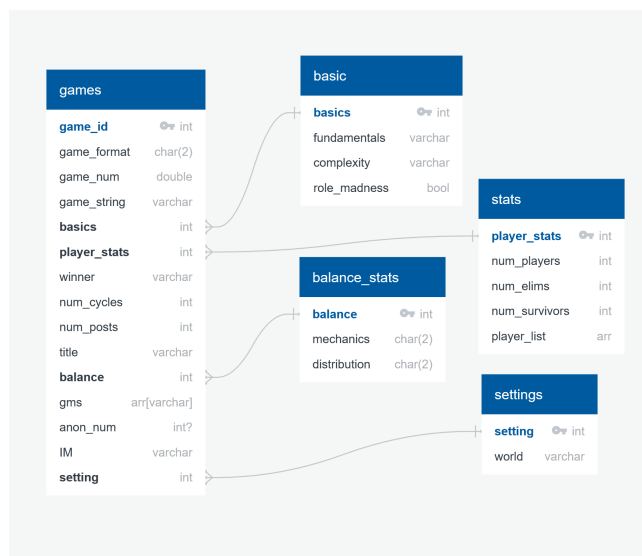 games
game_id int
game_format char(2)
game_num double
game_string varchar
basics int
player_stats int
winner varchar
num_cycles int
num_posts int
title varchar
balance int
gms arr[varchar]
anon_num int?
IM varchar
setting int
basic
basics int
fundamentals varchar
complexity varchar
role_madness bool
stats
player_stats int
num_players int
num_elims int
num_survivors int
player_list arr
balance_stats
balance int
mechanics char(2)
distribution char(2)
settings
setting int
world varchar